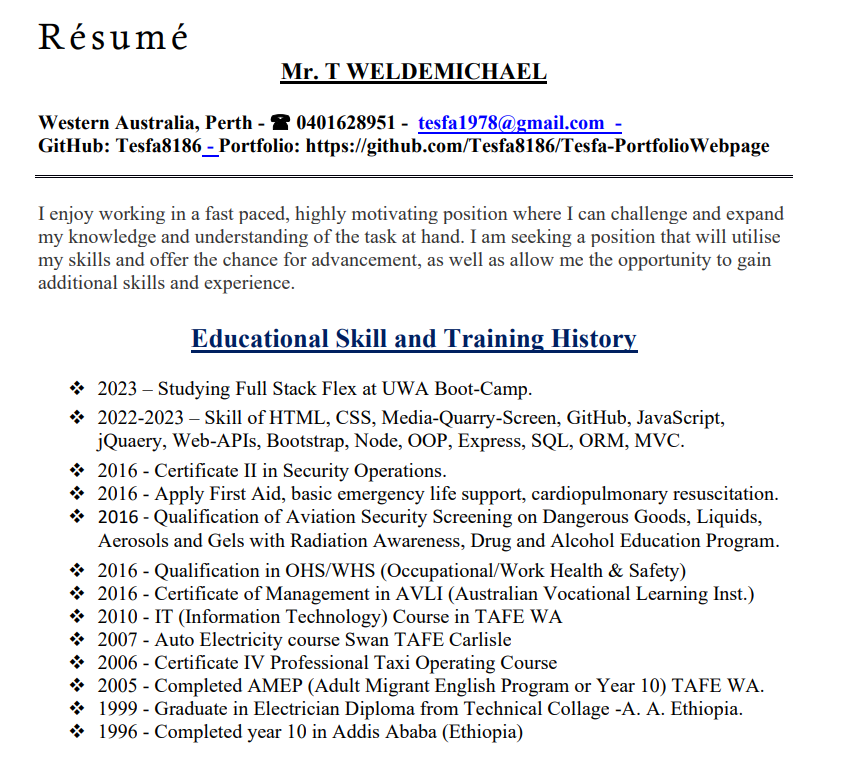 Résumé
Mr. T WELDEMICHAEL
Western Australia, Perth - ☎ 0401628951 - tesfa1978@gmail.com -
GitHub: Tesfa8186 - Portfolio: https://github.com/Tesfa8186/Tesfa-PortfolioWebpage
I enjoy working in a fast paced, highly motivating position where I can challenge and expand
my knowledge and understanding of the task at hand. I am seeking a position that will utilise
my skills and offer the chance for advancement, as well as allow me the opportunity to gain
additional skills and experience.
Educational Skill and Training History
❖ 2023 – Studying Full Stack Flex at UWA Boot-Camp.
❖ 2022-2023 – Skill of HTML, CSS, Media-Quarry-Screen, GitHub, JavaScript,
jQuaery, Web-APIs, Bootstrap, Node, OOP, Express, SQL, ORM, MVC.
❖ 2016 - Certificate II in Security Operations.
❖ 2016 - Apply First Aid, basic emergency life support, cardiopulmonary resuscitation.
❖ 2016 - Qualification of Aviation Security Screening on Dangerous Goods, Liquids,
Aerosols and Gels with Radiation Awareness, Drug and Alcohol Education Program.
❖ 2016 - Qualification in OHS/WHS (Occupational/Work Health & Safety)
❖ 2016 - Certificate of Management in AVLI (Australian Vocational Learning Inst.)
❖ 2010 - IT (Information Technology) Course in TAFE WA
❖ 2007 - Auto Electricity course Swan TAFE Carlisle
❖ 2006 - Certificate IV Professional Taxi Operating Course
❖ 2005 - Completed AMEP (Adult Migrant English Program or Year 10) TAFE WA.
❖ 1999 - Graduate in Electrician Diploma from Technical Collage -A. A. Ethiopia.
❖ 1996 - Completed year 10 in Addis Ababa (Ethiopia)